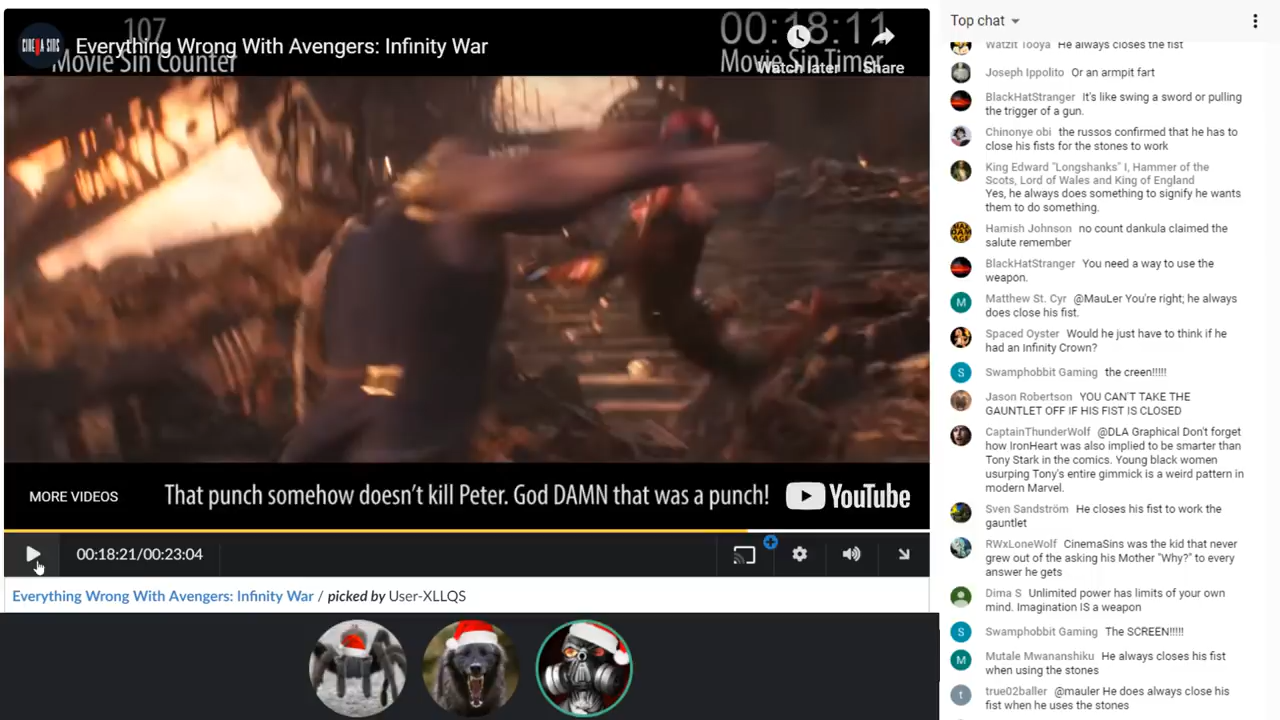 107
Movie Sin Counter
CINEMA SINS
Everything Wrong With Avengers: Infinity War
00:18:11
Movie Sin Timer
Watch later
Share
MORE VIDEOS
That punch somehow doesn't kill Peter. God DAMN that was a punch!
YouTube
00:18:21/00:23:04
Everything Wrong With Avengers: Infinity War / picked by User-XLLQS
Top chat
Watzit Tooya He always closes the fist
Joseph Ippolito Or an armpit fart
BlackHatStranger It's like swing a sword or pulling
the trigger of a gun.
Chinonye obi the russos confirmed that he has to
close his fists for the stones to work
King Edward "Longshanks" I, Hammer of the
Scots, Lord of Wales and King of England
Yes, he always does something to signify he wants
them to do something.
Hamish Johnson no count dankula claimed the
salute remember
BlackHatStranger You need a way to use the
weapon.
M
Matthew St. Cyr @MauLer You're right; he always
does close his fist.
Spaced Oyster Would he just have to think if he
had an Infinity Crown?
S
Swamphobbit Gaming the creen!!!!!
Jason Robertson YOU CAN'T TAKE THE
GAUNTLET OFF IF HIS FIST IS CLOSED
CaptainThunderWolf @DLA Graphical Don't forget
how IronHeart was also implied to be smarter than
Tony Stark in the comics. Young black women
usurping Tony's entire gimmick is a weird pattern in
modern Marvel.
Sven Sandström He closes his fist to work the
gauntlet
RWxLoneWolf CinemaSins was the kid that never
grew out of the asking his Mother "Why?" to every
answer he gets
Dima S Unlimited power has limits of your own
mind. Imagination IS a weapon
S
Swamphobbit Gaming The SCREEN!!!!!
M
Mutale Mwananshiku He always closes his fist
when using the stones
t
true02baller @mauler He does always close his
fist when he uses the stones